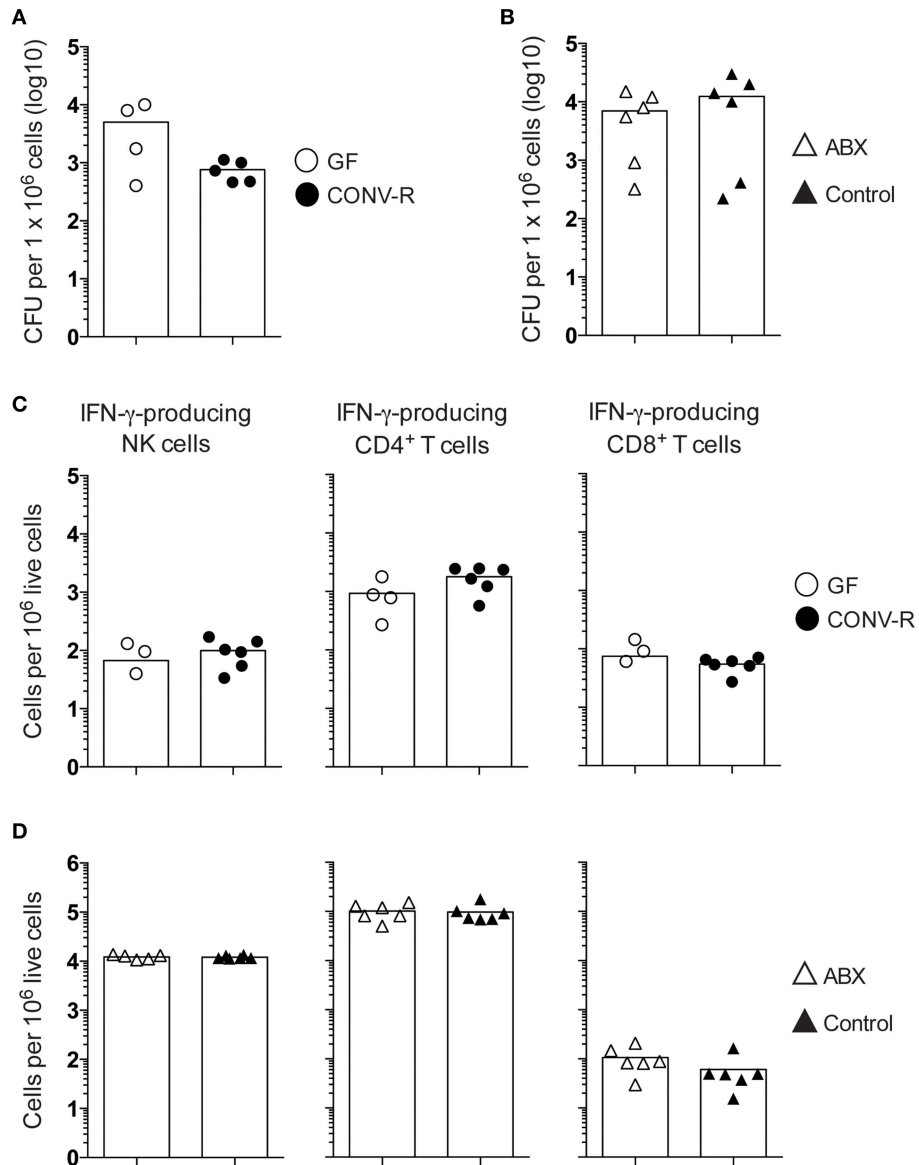 A
CFU per 1 x 10⁶ cells (log10)
5
4
3
2
1
0
GF
CONV-R
B
CFU per 1 x 10⁶ cells (log10)
5
4
3
2
1
0
ABX
Control
C
IFN-γ-producing
NK cells
IFN-γ-producing
CD4⁺ T cells
IFN-γ-producing
CD8⁺ T cells
Cells per 10⁶ live cells
5
4
3
2
1
0
GF
CONV-R
D
Cells per 10⁶ live cells
6
5
4
3
2
1
0
ABX
Control